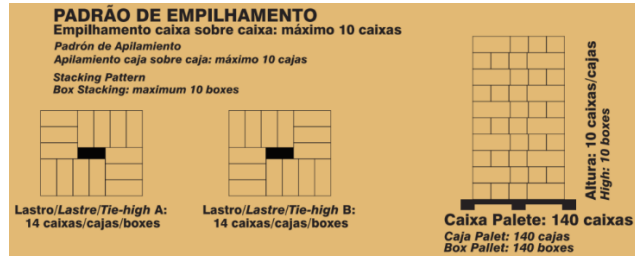 PADRÃO DE EMPILHAMENTO
Empilhamento caixa sobre caixa: máximo 10 caixas
Padrón de Apilamiento
Apilamiento caja sobre caja: máximo 10 cajas
Stacking Pattern
Box Stacking: maximum 10 boxes
Lastro/Lastre/Tie-high A:
14 caixas/cajas/boxes
Lastro/Lastre/Tie-high B:
14 caixas/cajas/boxes
Altura: 10 caixas/cajas
High: 10 boxes
Caixa Palete: 140 caixas
Caja Palet: 140 cajas
Box Pallet: 140 boxes